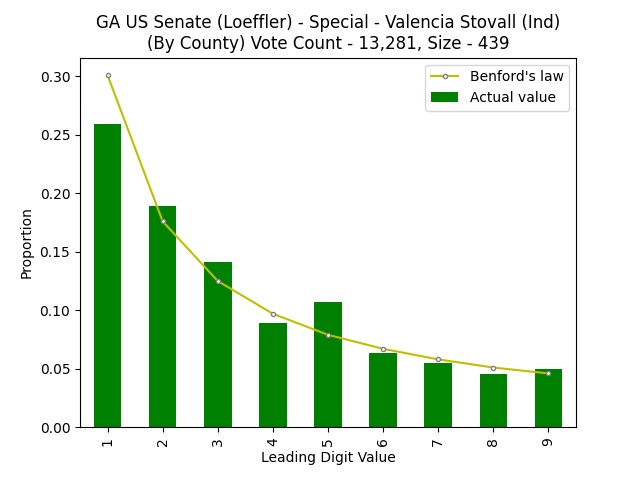 GA US Senate (Loeffler) - Special - Valencia Stovall (Ind)
(By County) Vote Count - 13,281, Size - 439
Benford's law
Actual value
Proportion
0.30
0.25
0.20
0.15
0.10
0.05
0.00
1 2 3 4 5 6 7 8 9
Leading Digit Value